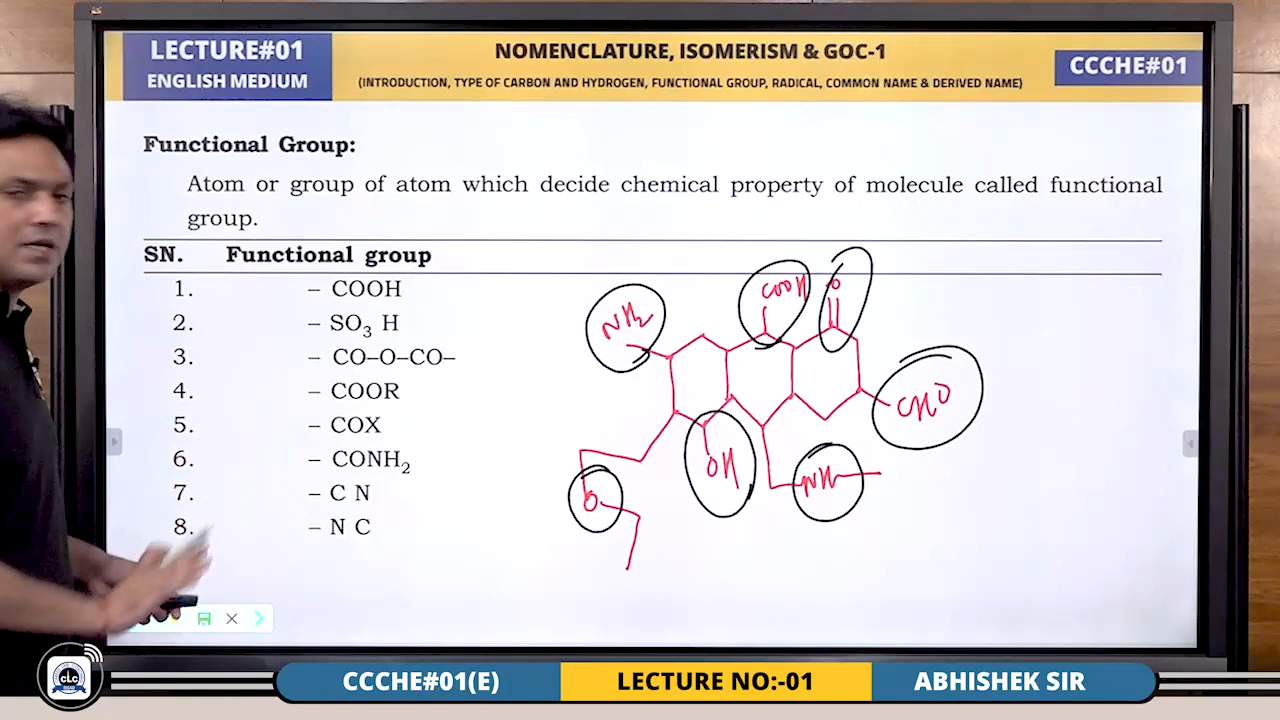 LECTURE#01
ENGLISH MEDIUM
NOMENCLATURE, ISOMERISM & GOC-1
(INTRODUCTION, TYPE OF CARBON AND HYDROGEN, FUNCTIONAL GROUP, RADICAL, COMMON NAME & DERIVED NAME)
CCCHE#01
Functional Group:
Atom or group of atom which decide chemical property of molecule called functional
group.
SN. Functional group
1. – COOH
2. – SO₃ H
3. – CO–O–CO–
4. – COOR
5. – COX
6. – CONH₂
7. – C N
8. – N C
NH₂
COOH
O
CHO
OH
NH
O
CLC
CCCHE#01(E)
LECTURE NO:-01
ABHISHEK SIR